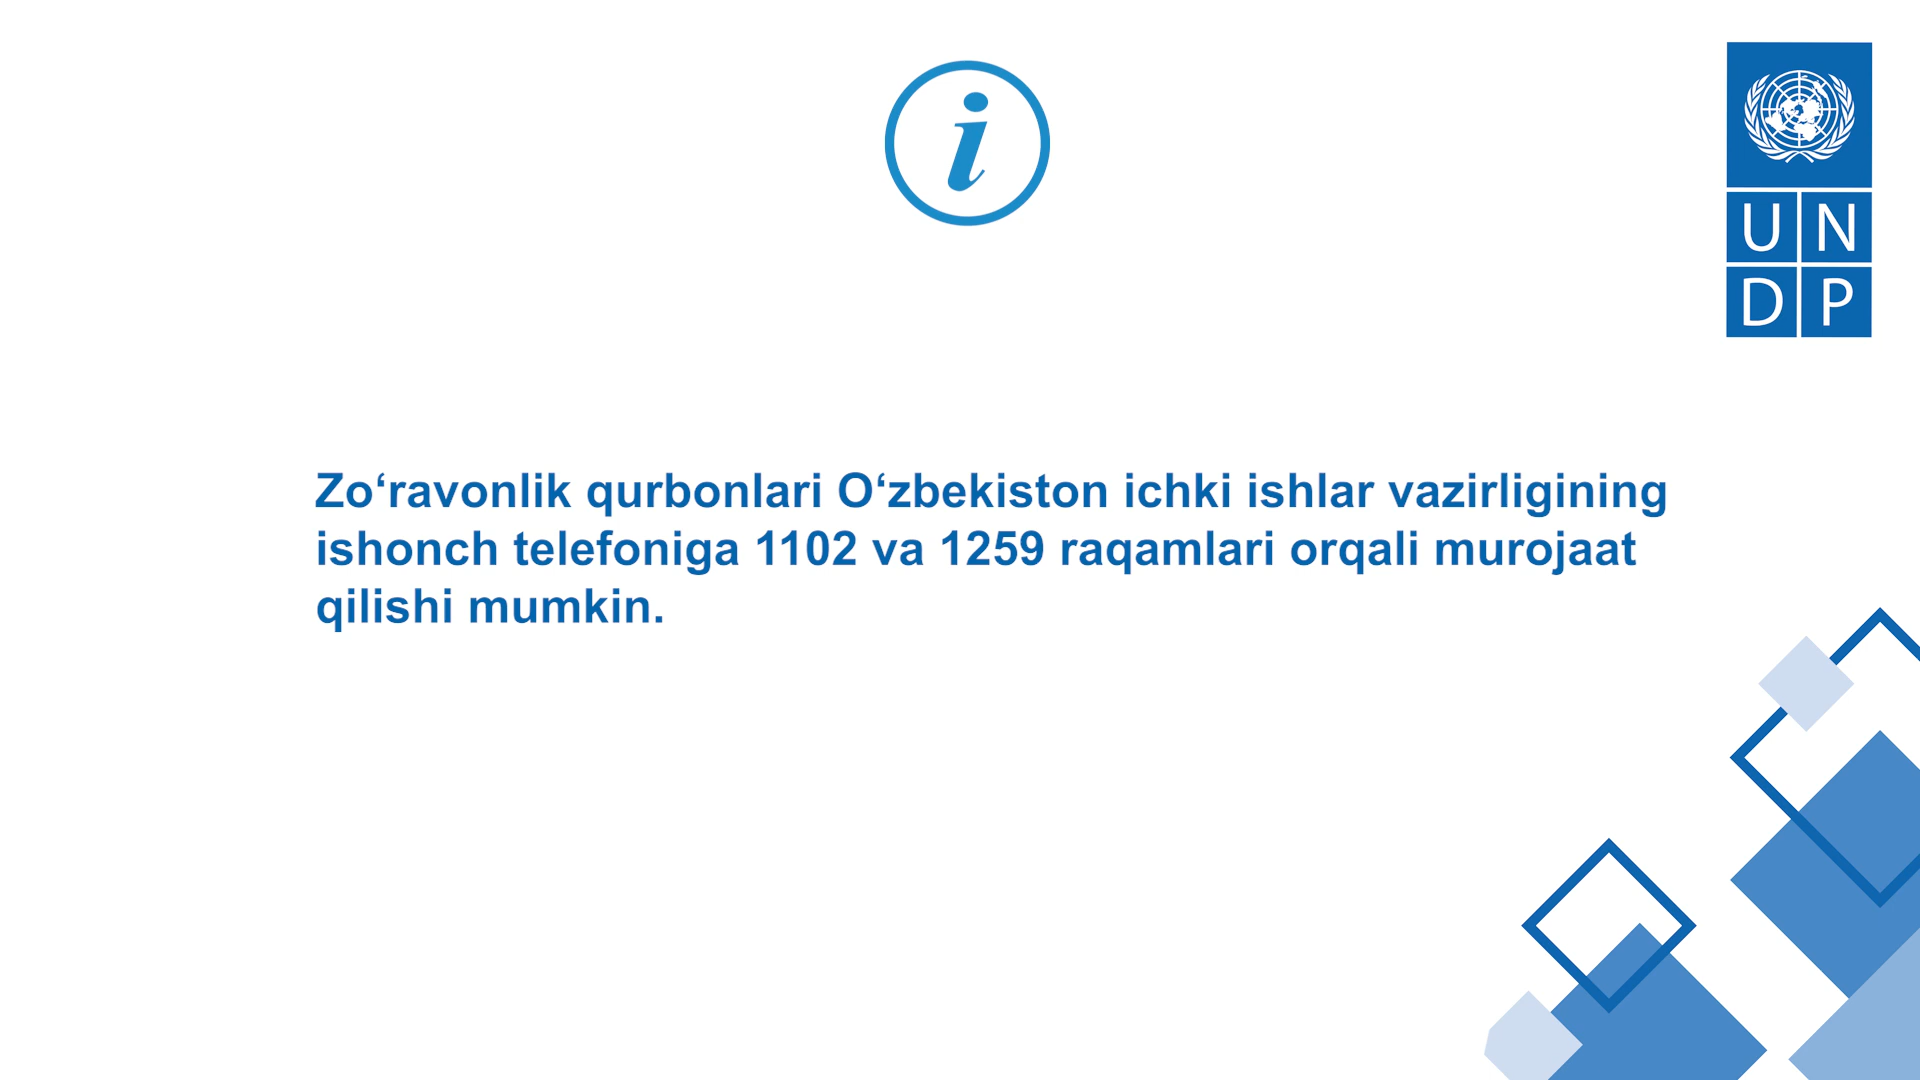 i
U N
D P
Zo‘ravonlik qurbonlari O‘zbekiston ichki ishlar vazirligining
ishonch telefoniga 1102 va 1259 raqamlari orqali murojaat
qilishi mumkin.